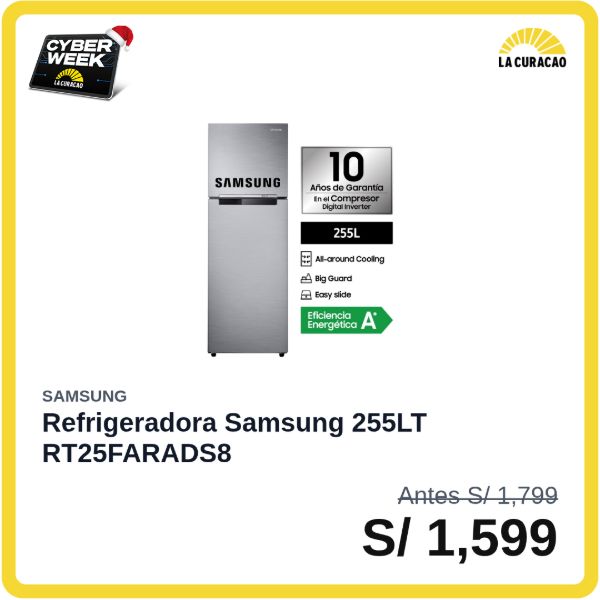 CYBER
WEEK
LA CURACAO
LA CURACAO
SAMSUNG
10
Años de Garantía
En el Compresor
Digital Inverter
255L
All-around Cooling
Big Guard
Easy slide
Eficiencia
Energética A*
SAMSUNG
Refrigeradora Samsung 255LT
RT25FARADS8
Antes S/ 1,799
S/ 1,599